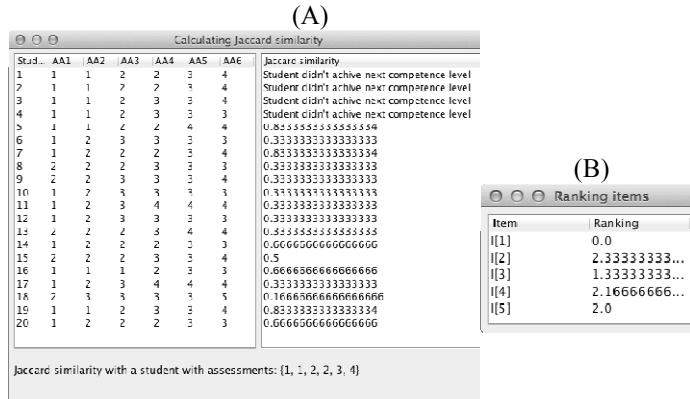 (A)
Calculating Jaccard similarity
Stud... AA1 AA2 AA3 AA4 AA5 AA6 Jaccard similarity
1 1 1 2 2 3 4 Student didn't achive next competence level
2 1 1 2 2 3 4 Student didn't achive next competence level
3 1 1 2 3 3 4 Student didn't achive next competence level
4 1 1 2 3 3 3 Student didn't achive next competence level
5 1 1 2 2 4 4 0.8333333333333334
6 1 2 3 3 3 3 0.3333333333333333
7 1 2 2 2 3 4 0.8333333333333334
8 2 2 2 3 3 3 0.3333333333333333
9 2 2 3 3 3 4 0.3333333333333333
10 1 2 3 3 3 3 0.3333333333333333
11 1 2 3 4 4 4 0.3333333333333333
12 1 2 3 3 3 3 0.3333333333333333
13 2 2 2 3 4 4 0.3333333333333333
14 1 2 2 2 3 3 0.6666666666666666
15 2 2 2 3 3 4 0.5
16 1 1 1 2 3 3 0.6666666666666666
17 1 2 3 4 4 4 0.3333333333333333
18 2 3 3 3 3 5 0.16666666666666666
19 1 1 2 3 3 4 0.8333333333333334
20 1 2 2 2 3 3 0.6666666666666666
Jaccard similarity with a student with assessments: {1, 1, 2, 2, 3, 4}
(B)
Ranking items
Item Ranking
I[1] 0.0
I[2] 2.33333333...
I[3] 1.33333333...
I[4] 2.16666666...
I[5] 2.0